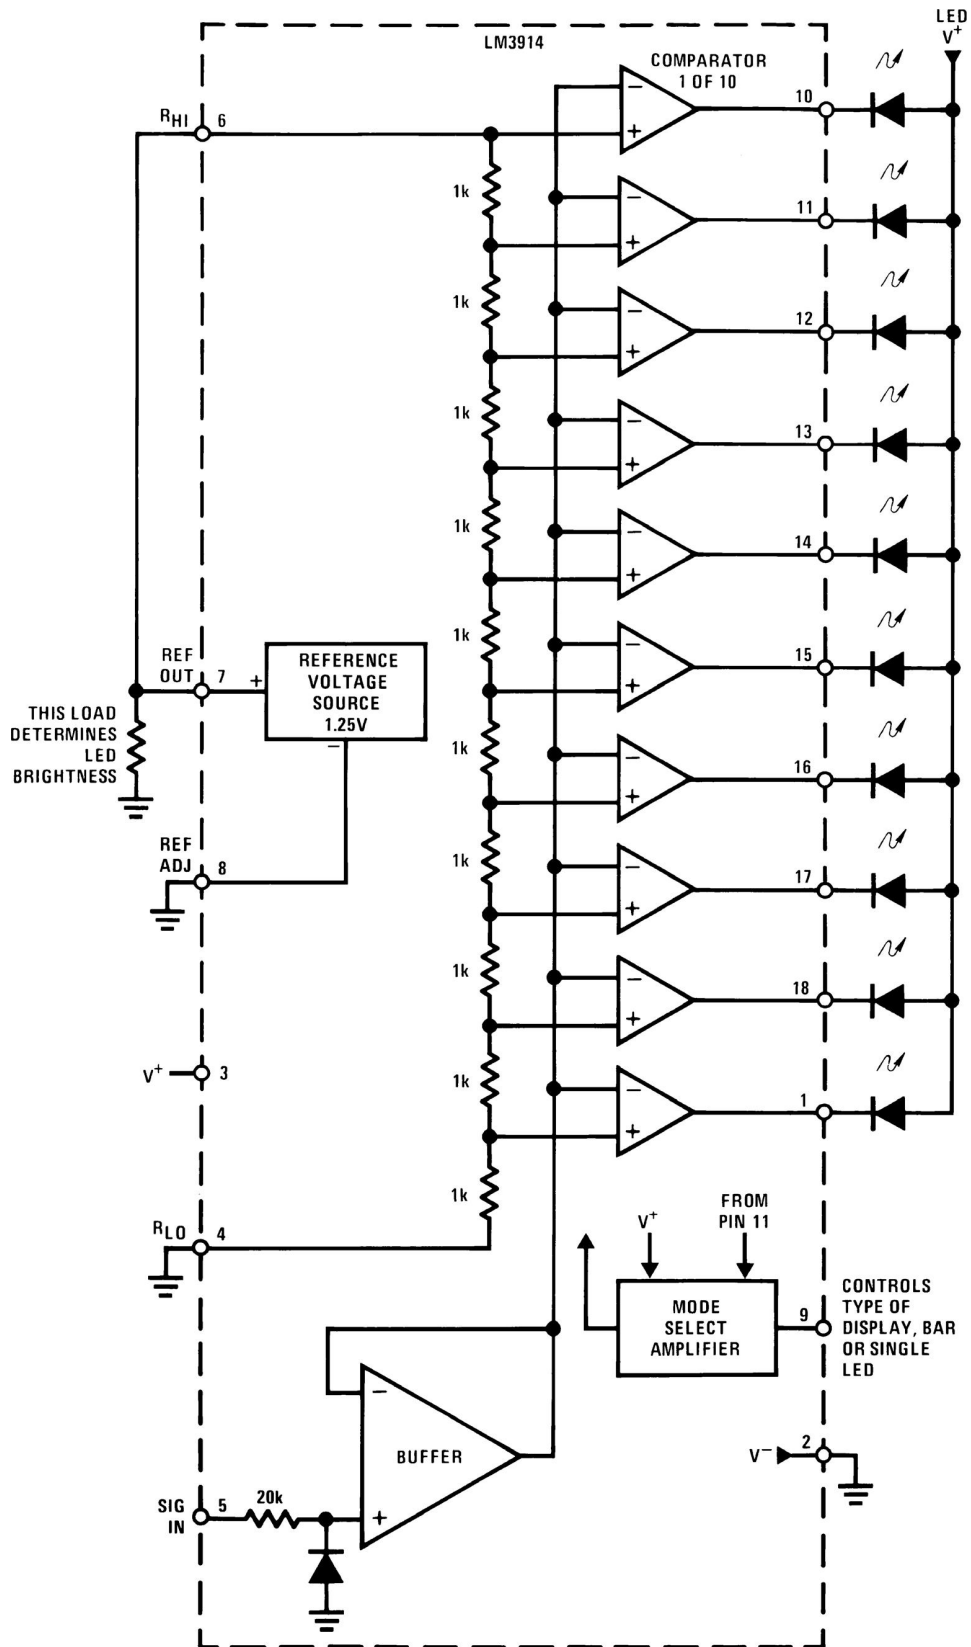 LED
V+
LM3914
COMPARATOR
1 OF 10
−
+
10
RHI
6
1k
−
+
11
1k
−
+
12
1k
−
+
13
1k
−
+
14
1k
−
+
15
REF
OUT
7
+
REFERENCE
VOLTAGE
SOURCE
1.25V
−
THIS LOAD
DETERMINES
LED
BRIGHTNESS
1k
−
+
16
REF
ADJ
8
1k
−
+
17
1k
−
+
18
V+
3
1k
−
+
1
1k
RLO
4
V+
FROM
PIN 11
MODE
SELECT
AMPLIFIER
9
CONTROLS
TYPE OF
DISPLAY, BAR
OR SINGLE
LED
−
BUFFER
+
V−
2
SIG
IN
5
20k